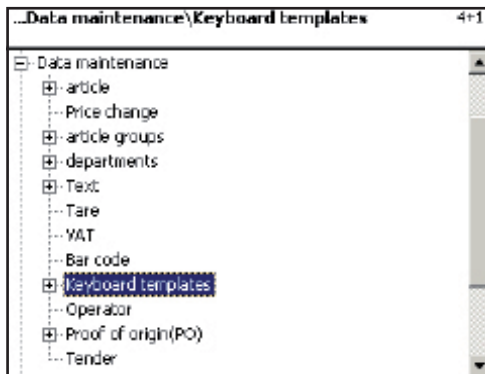 ...Data maintenance\Keyboard templates 4+1
Data maintenance
article
Price change
article groups
departments
Text
Tare
VAT
Bar code
Keyboard templates
Operator
Proof of origin(PO)
Tender